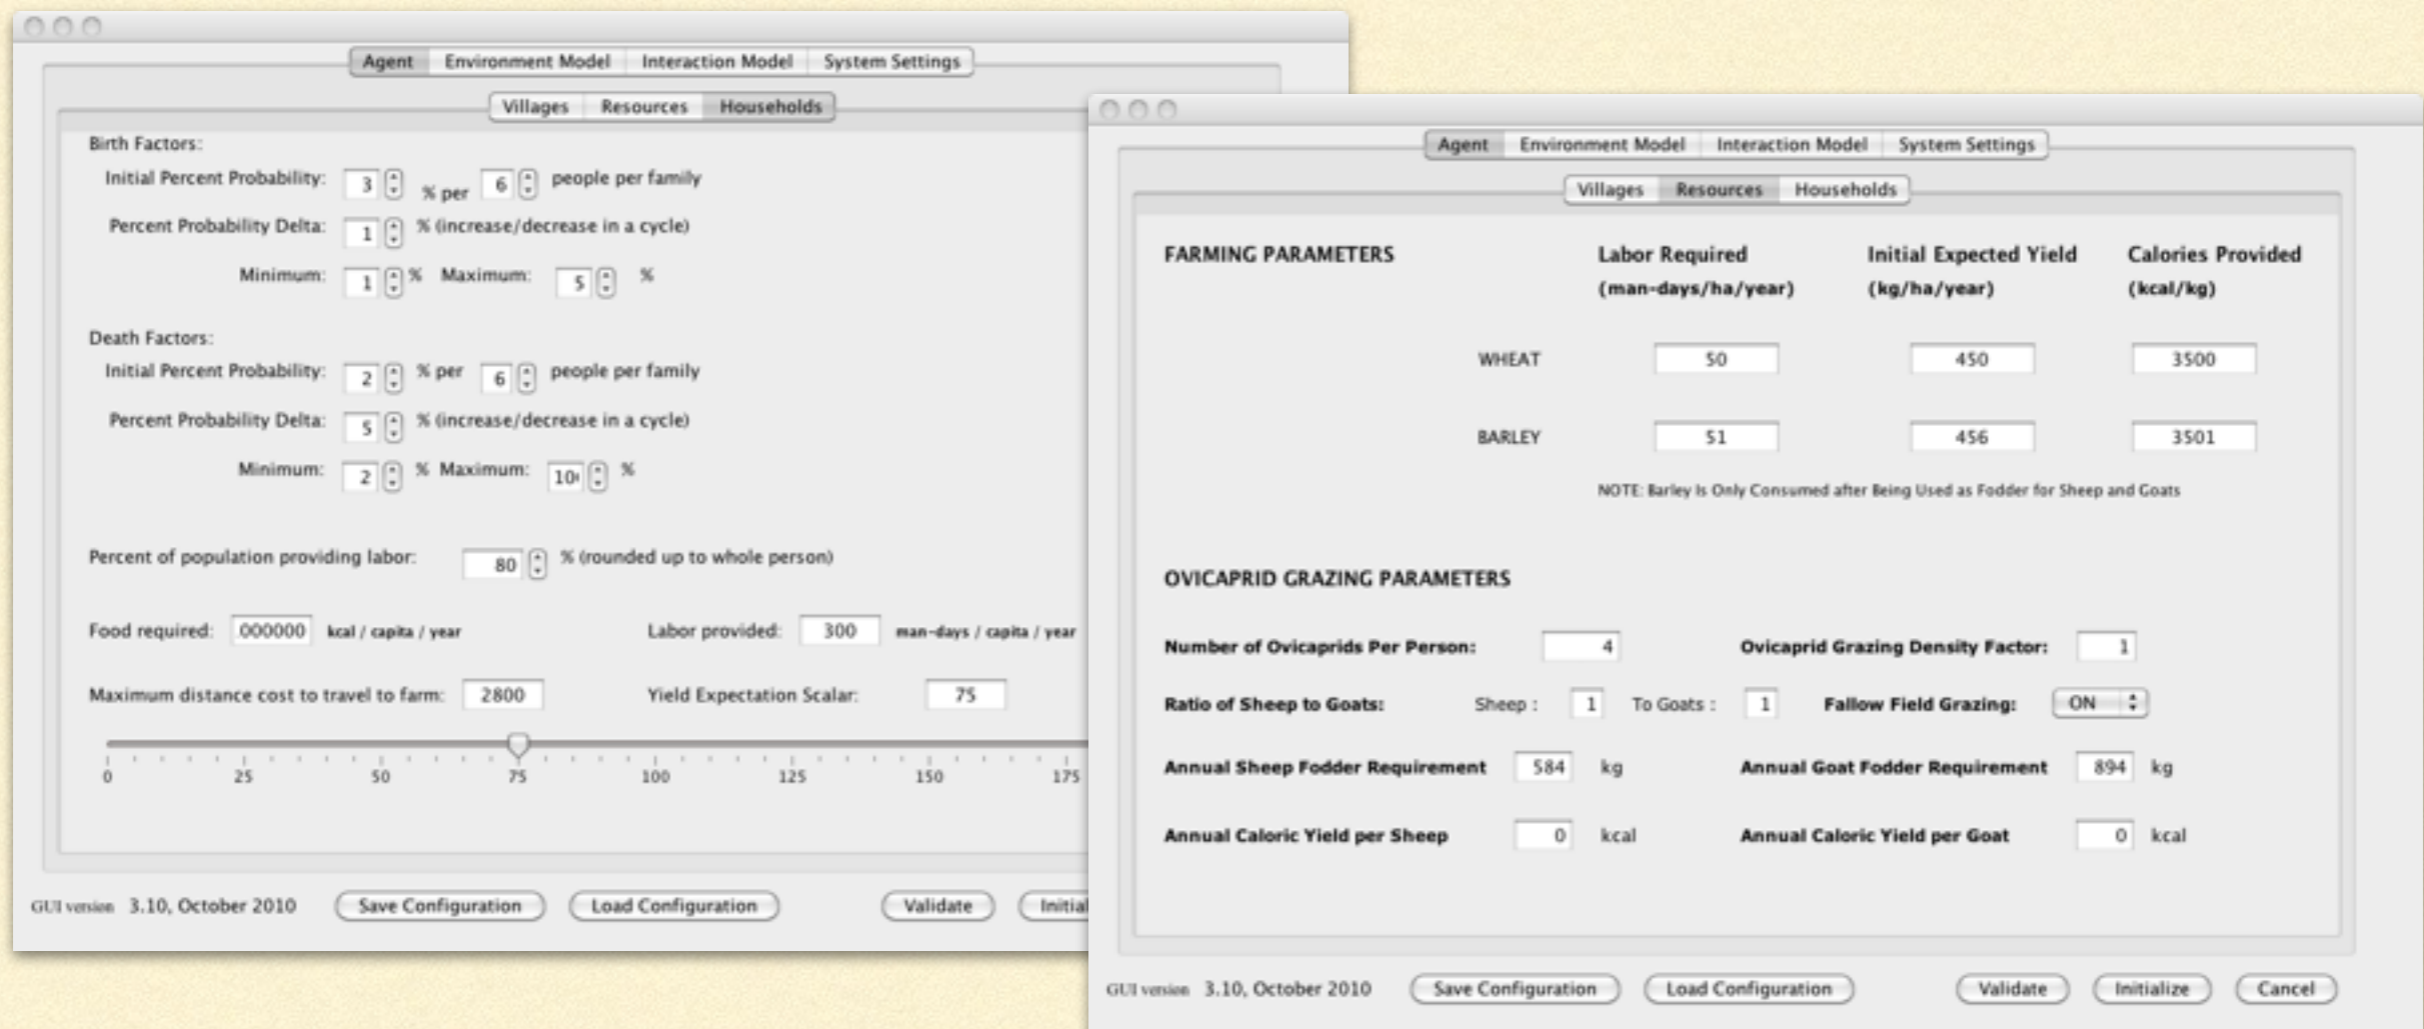 Agent Environment Model Interaction Model System Settings
Villages Resources Households
Birth Factors:
Initial Percent Probability: 3 % per 6 people per family
Percent Probability Delta: 1 % (increase/decrease in a cycle)
Minimum: 1 % Maximum: 5 %
Death Factors:
Initial Percent Probability: 2 % per 6 people per family
Percent Probability Delta: 5 % (increase/decrease in a cycle)
Minimum: 2 % Maximum: 10 %
Percent of population providing labor: 80 % (rounded up to whole person)
Food required: 000000 kcal / capita / year Labor provided: 300 man-days / capita / year
Maximum distance cost to travel to farm: 2800 Yield Expectation Scalar: 75
0 25 50 75 100 125 150 175
GUI version 3.10, October 2010 Save Configuration Load Configuration Validate Initial
Agent Environment Model Interaction Model System Settings
Villages Resources Households
FARMING PARAMETERS Labor Required Initial Expected Yield Calories Provided
(man-days/ha/year) (kg/ha/year) (kcal/kg)
WHEAT 50 450 3500
BARLEY 51 456 3501
NOTE: Barley Is Only Consumed after Being Used as Fodder for Sheep and Goats
OVICAPRID GRAZING PARAMETERS
Number of Ovicaprids Per Person: 4 Ovicaprid Grazing Density Factor: 1
Ratio of Sheep to Goats: Sheep : 1 To Goats : 1 Fallow Field Grazing: ON
Annual Sheep Fodder Requirement 584 kg Annual Goat Fodder Requirement 894 kg
Annual Caloric Yield per Sheep 0 kcal Annual Caloric Yield per Goat 0 kcal
GUI version 3.10, October 2010 Save Configuration Load Configuration Validate Initialize Cancel